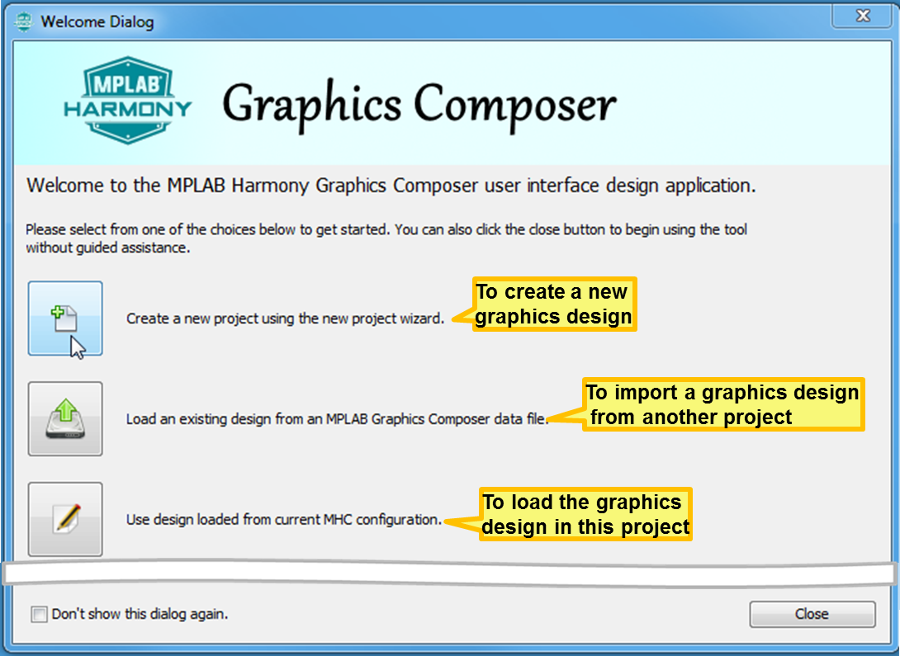 Welcome Dialog
MPLAB®
HARMONY
Graphics Composer
Welcome to the MPLAB Harmony Graphics Composer user interface design application.
Please select from one of the choices below to get started. You can also click the close button to begin using the tool
without guided assistance.
Create a new project using the new project wizard.
To create a new
graphics design
Load an existing design from an MPLAB Graphics Composer data file.
To import a graphics design
from another project
Use design loaded from current MHC configuration.
To load the graphics
design in this project
Don't show this dialog again.
Close